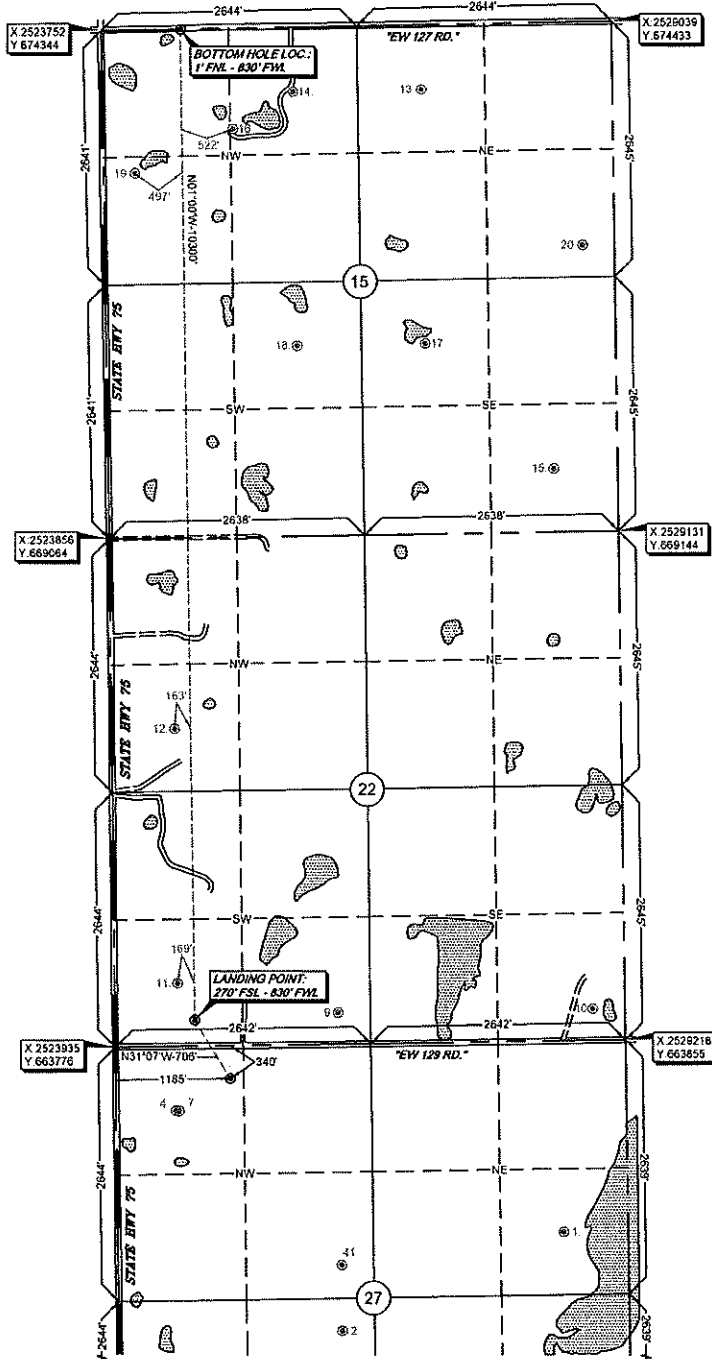 2644'
2644'
X:2523752
Y:674344
X:2529039
Y:674433
"EW 127 RD."
BOTTOM HOLE LOC.:
1' FNL - 830' FWL
14.
13.
16
522'
2641'
NW
NE
2645'
19.
497'
N01°00'W-10300'
20.
15
STATE HWY 75
18.
17
2641'
SW
SE
2645'
15.
2638'
2638'
X:2523856
Y:669064
X:2529131
Y:669144
2644'
NW
NE
2645'
163'
12.
STATE HWY 75
22
2644'
SW
SE
2645'
169'
11.
LANDING POINT:
270' FSL - 830' FWL
9
10
2642'
2642'
X:2523935
Y:663776
X:2529218
Y:663855
N31°07'W-706'
340'
"EW 129 RD."
1185'
4
7
2644'
NW
NE
2639'
STATE HWY 75
1.
27
2
2644'
2639'